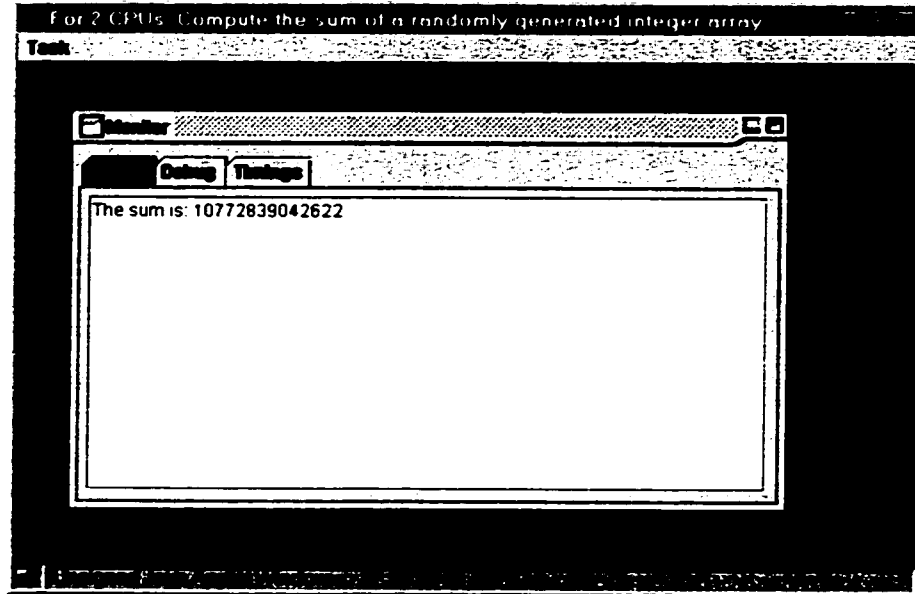 For 2 CPUs: Compute the sum of a randomly generated integer array
Task
Monitor
Debug Timings
The sum is: 10772839042622